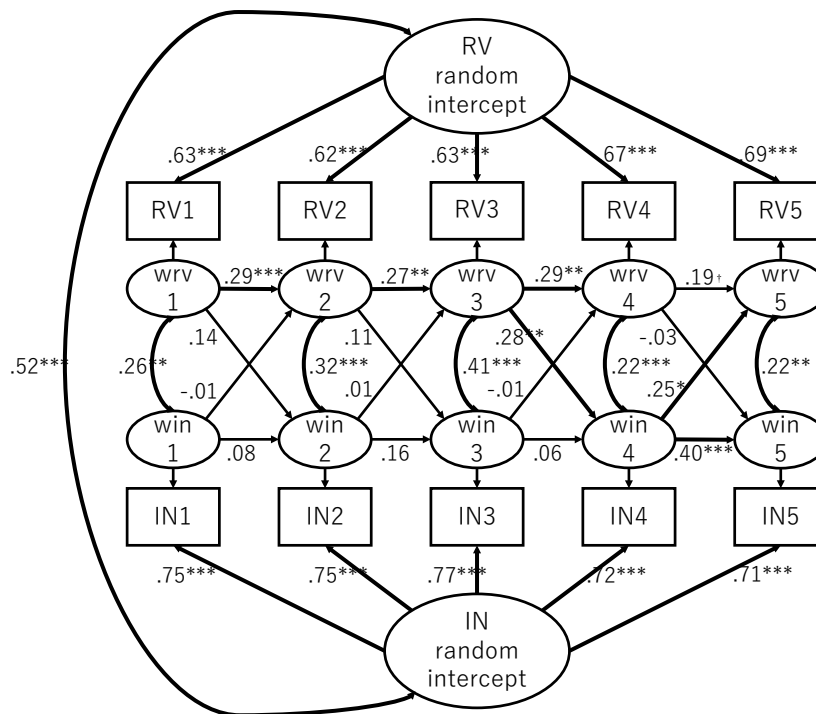 RV
random
intercept
.63***
.62***
.63***
.67***
.69***
RV1
RV2
RV3
RV4
RV5
wrv
1
.29***
wrv
2
.27**
wrv
3
.29**
wrv
4
.19†
wrv
5
.52***
.26**
.14
-.01
.32***
.11
.01
.41***
.28**
-.01
.22***
-.03
.25*
.22**
win
1
.08
win
2
.16
win
3
.06
win
4
.40***
win
5
IN1
IN2
IN3
IN4
IN5
.75***
.75***
.77***
.72***
.71***
IN
random
intercept